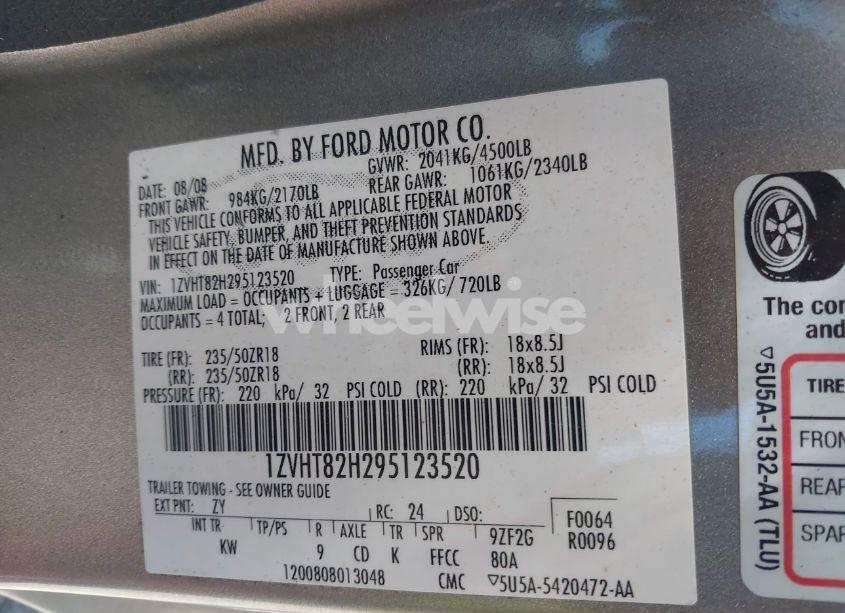 MFD. BY FORD MOTOR CO.
DATE: 08/08 GVWR: 2041KG/4500LB
FRONT GAWR: 984KG/2170LB REAR GAWR: 1061KG/2340LB
THIS VEHICLE CONFORMS TO ALL APPLICABLE FEDERAL MOTOR
VEHICLE SAFETY, BUMPER, AND THEFT PREVENTION STANDARDS
IN EFFECT ON THE DATE OF MANUFACTURE SHOWN ABOVE.
VIN: 1ZVHT82H295123520 TYPE: Passenger Car
MAXIMUM LOAD = OCCUPANTS + LUGGAGE = 326KG/ 720LB
OCCUPANTS = 4 TOTAL; 2 FRONT, 2 REAR
wheelwise
TIRE (FR): 235/50ZR18 RIMS (FR): 18x8.5J
(RR): 235/50ZR18 (RR): 18x8.5J
PRESSURE (FR): 220 kPa/ 32 PSI COLD (RR): 220 kPa/ 32 PSI COLD
1ZVHT82H295123520
TRAILER TOWING - SEE OWNER GUIDE
EXT PNT: ZY RC: 24 DSO: F0064
INT TR TP/PS R AXLE TR SPR 9ZF2G R0096
KW 9 CD K FFCC 80A
1200808013048 CMC ▽5U5A-5420472-AA
The con
and
TIRE
FRON
REAR
SPAR
▽5U5A-1532-AA (TLU)